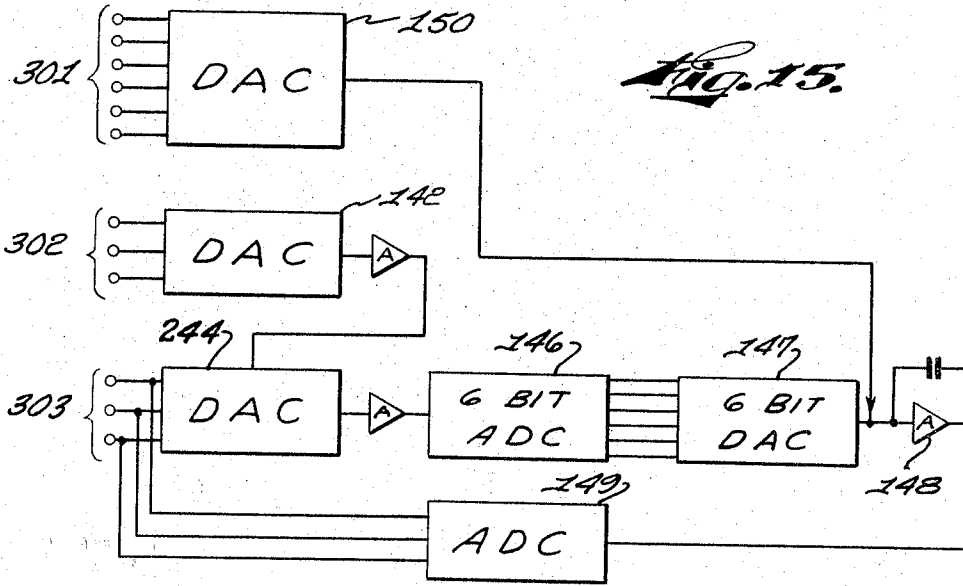 150
301
DAC
Fig. 15.
142
302
DAC
A
244
146
147
303
DAC
A
6 BIT
ADC
6 BIT
DAC
A
148
149
ADC